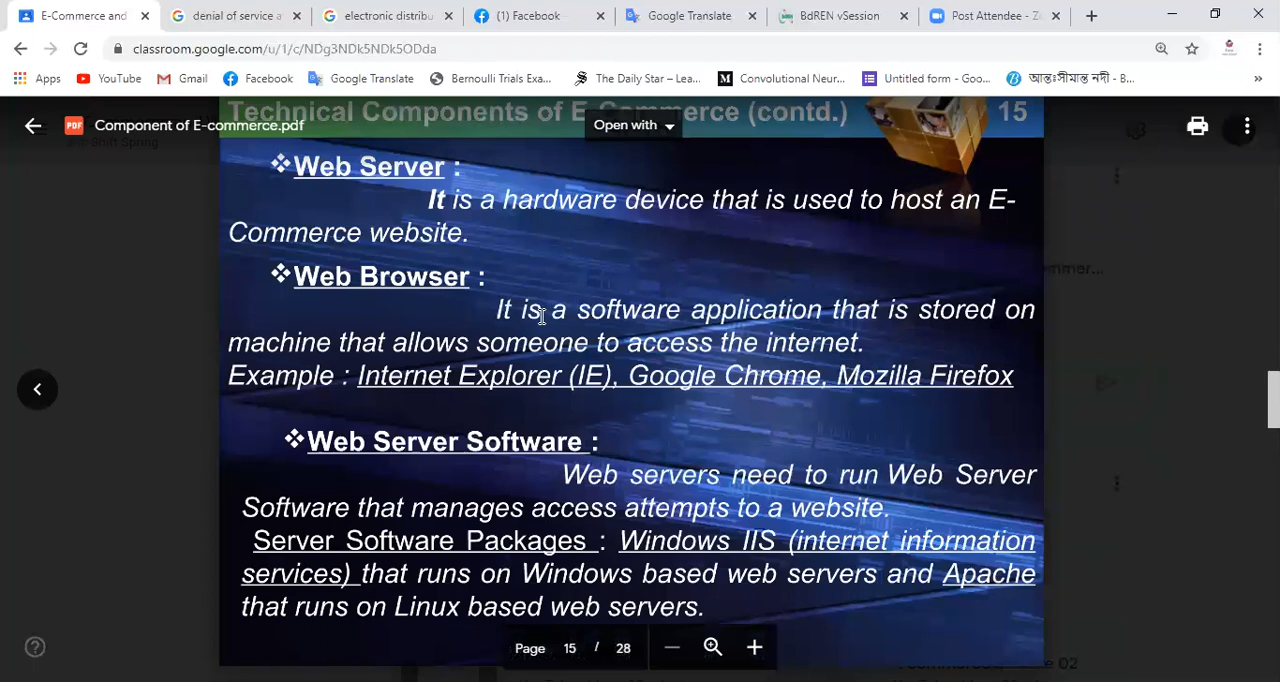 E-Commerce and
denial of service a
electronic distribu
(1) Facebook
Google Translate
BdREN vSession
Post Attendee - Z
classroom.google.com/u/1/c/NDg3NDk5NDk5ODda
Apps
YouTube
Gmail
Facebook
Google Translate
Bernoulli Trials Exa...
The Daily Star – Lea...
Convolutional Neur...
Untitled form - Goo...
আন্তঃসীমান্ত নদী - B...
Technical Components of E-Commerce (contd.) 15
PDF Component of E-commerce.pdf
Open with
Shift Spring
❖Web Server :
It is a hardware device that is used to host an E-
Commerce website.
❖Web Browser :
It is a software application that is stored on
machine that allows someone to access the internet.
Example : Internet Explorer (IE), Google Chrome, Mozilla Firefox
❖Web Server Software :
Web servers need to run Web Server
Software that manages access attempts to a website.
Server Software Packages : Windows IIS (internet information
services) that runs on Windows based web servers and Apache
that runs on Linux based web servers.
Page 15 / 28